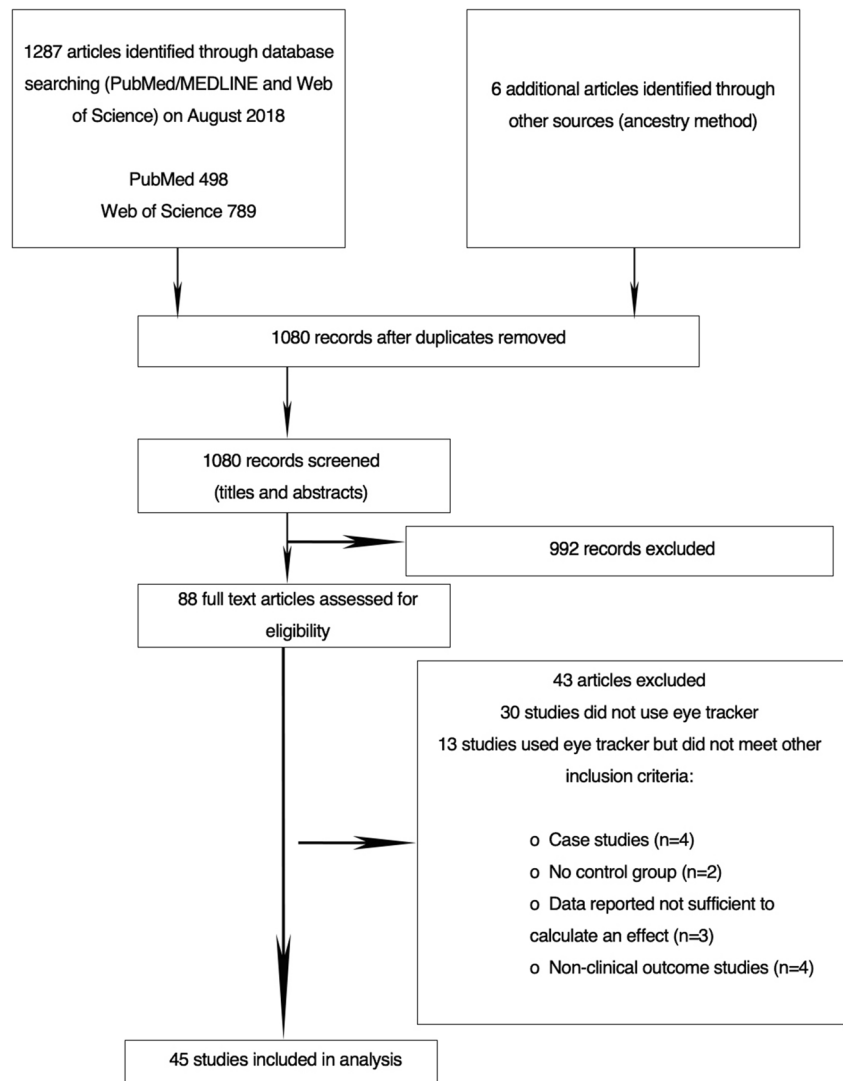 1287 articles identified through database
searching (PubMed/MEDLINE and Web
of Science) on August 2018
PubMed 498
Web of Science 789
6 additional articles identified through
other sources (ancestry method)
1080 records after duplicates removed
1080 records screened
(titles and abstracts)
992 records excluded
88 full text articles assessed for
eligibility
43 articles excluded
30 studies did not use eye tracker
13 studies used eye tracker but did not meet other
inclusion criteria:
o Case studies (n=4)
o No control group (n=2)
o Data reported not sufficient to
calculate an effect (n=3)
o Non-clinical outcome studies (n=4)
45 studies included in analysis